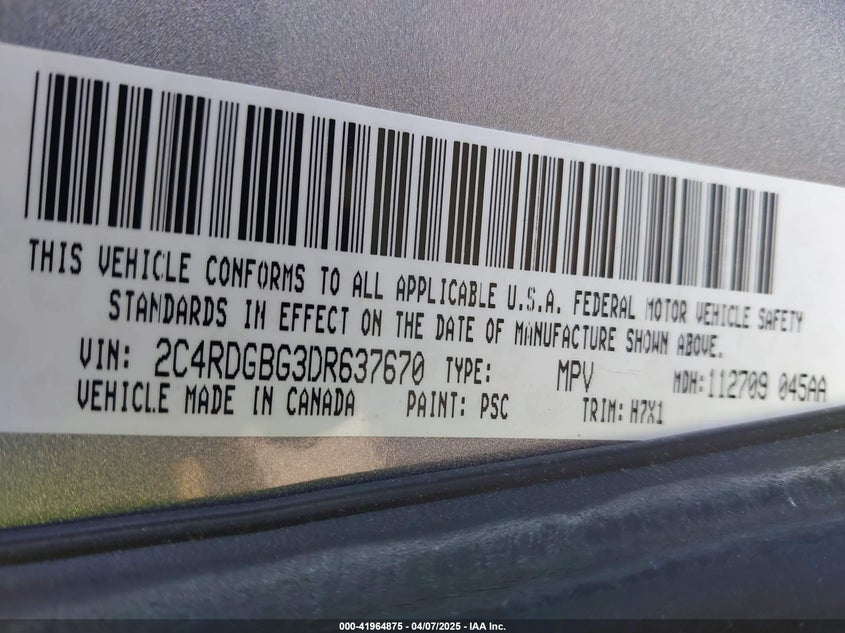 THIS VEHICLE CONFORMS TO ALL APPLICABLE U.S.A. FEDERAL MOTOR VEHICLE SAFETY
STANDARDS IN EFFECT ON THE DATE OF MANUFACTURE SHOWN ABOVE.
VIN: 2C4RDGBG3DR637670 TYPE: MPV MDH:112709 045AA
VEHICLE MADE IN CANADA PAINT: PSC TRIM: H7X1
000-41964875 | 04/07/2025 - IAA Inc.